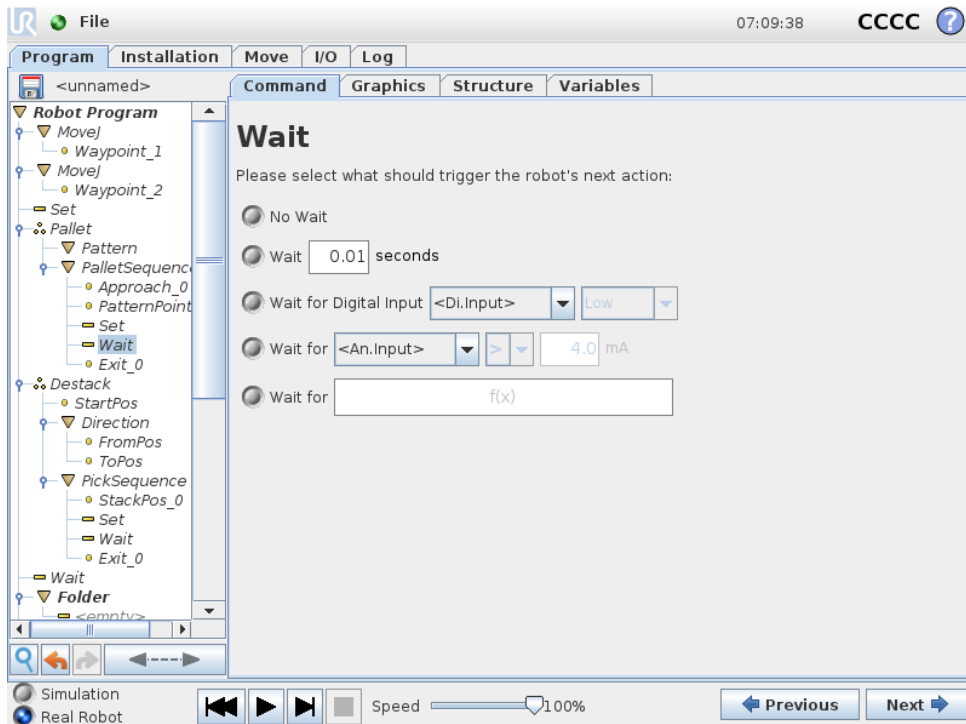 UR File 07:09:38 CCCC ?
Program Installation Move I/O Log
<unnamed> Command Graphics Structure Variables
Robot Program
MoveJ
Waypoint_1
MoveJ
Waypoint_2
Set
Pallet
Pattern
PalletSequenc
Approach_0
PatternPoint
Set
Wait
Exit_0
Destack
StartPos
Direction
FromPos
ToPos
PickSequence
StackPos_0
Set
Wait
Exit_0
Wait
Folder
<empty>
Wait
Please select what should trigger the robot's next action:
No Wait
Wait 0.01 seconds
Wait for Digital Input <Di.Input> Low
Wait for <An.Input> > 4.0 mA
Wait for f(x)
Simulation
Real Robot
Speed 100%
Previous Next